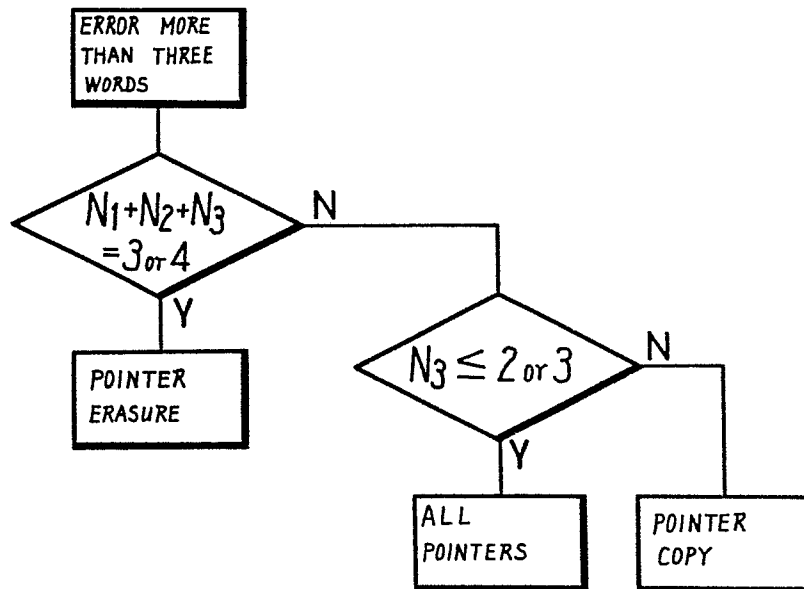 ERROR MORE
THAN THREE
WORDS
N1+N2+N3
=3 or 4
N
Y
POINTER
ERASURE
N3 ≤ 2 or 3
N
Y
ALL
POINTERS
POINTER
COPY